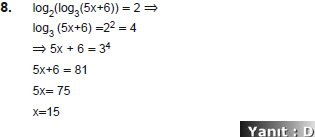 8. log₂(log₃(5x+6)) = 2 ⇒
log₃ (5x+6) =2² = 4
⇒ 5x + 6 = 3⁴
5x+6 = 81
5x= 75
x=15
Yanıt : D